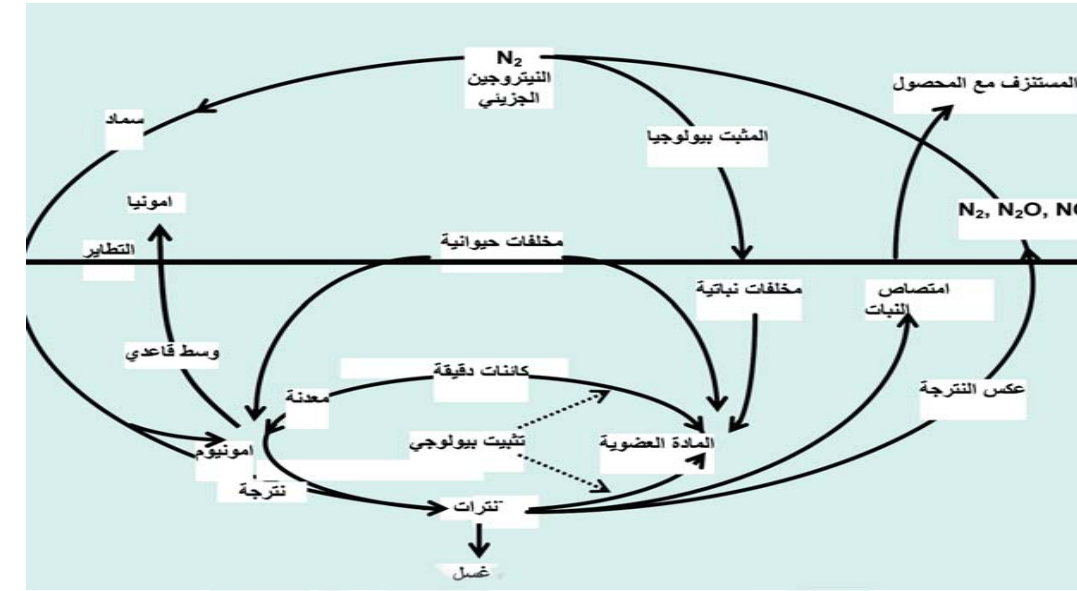 N₂
النيتروجين
الجزيئي
المستنزف مع المحصول
سماد
المثبت بيولوجيا
امونيا
N₂, N₂O, NO
التطاير
مخلفات حيوانية
مخلفات نباتية
امتصاص
النبات
وسط قاعدي
كائنات دقيقة
عكس النترجة
معدنة
تثبيت بيولوجي
المادة العضوية
امونيوم
نترجة
نترات
غسل